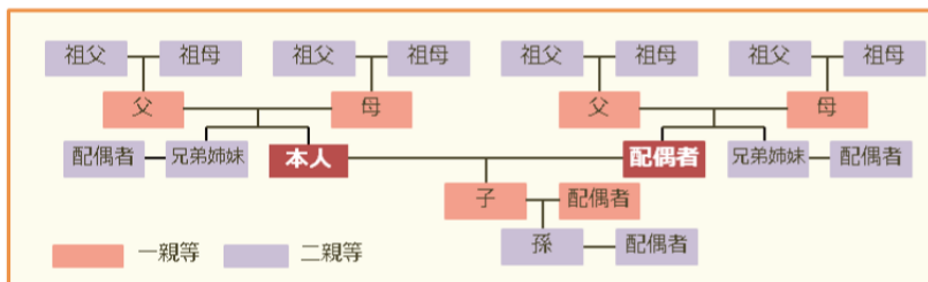 祖父 祖母 祖父 祖母 祖父 祖母 祖父 祖母
父 母 父 母
配偶者 兄弟姉妹 本人 配偶者 兄弟姉妹 配偶者
子 配偶者
孫 配偶者
一親等 二親等